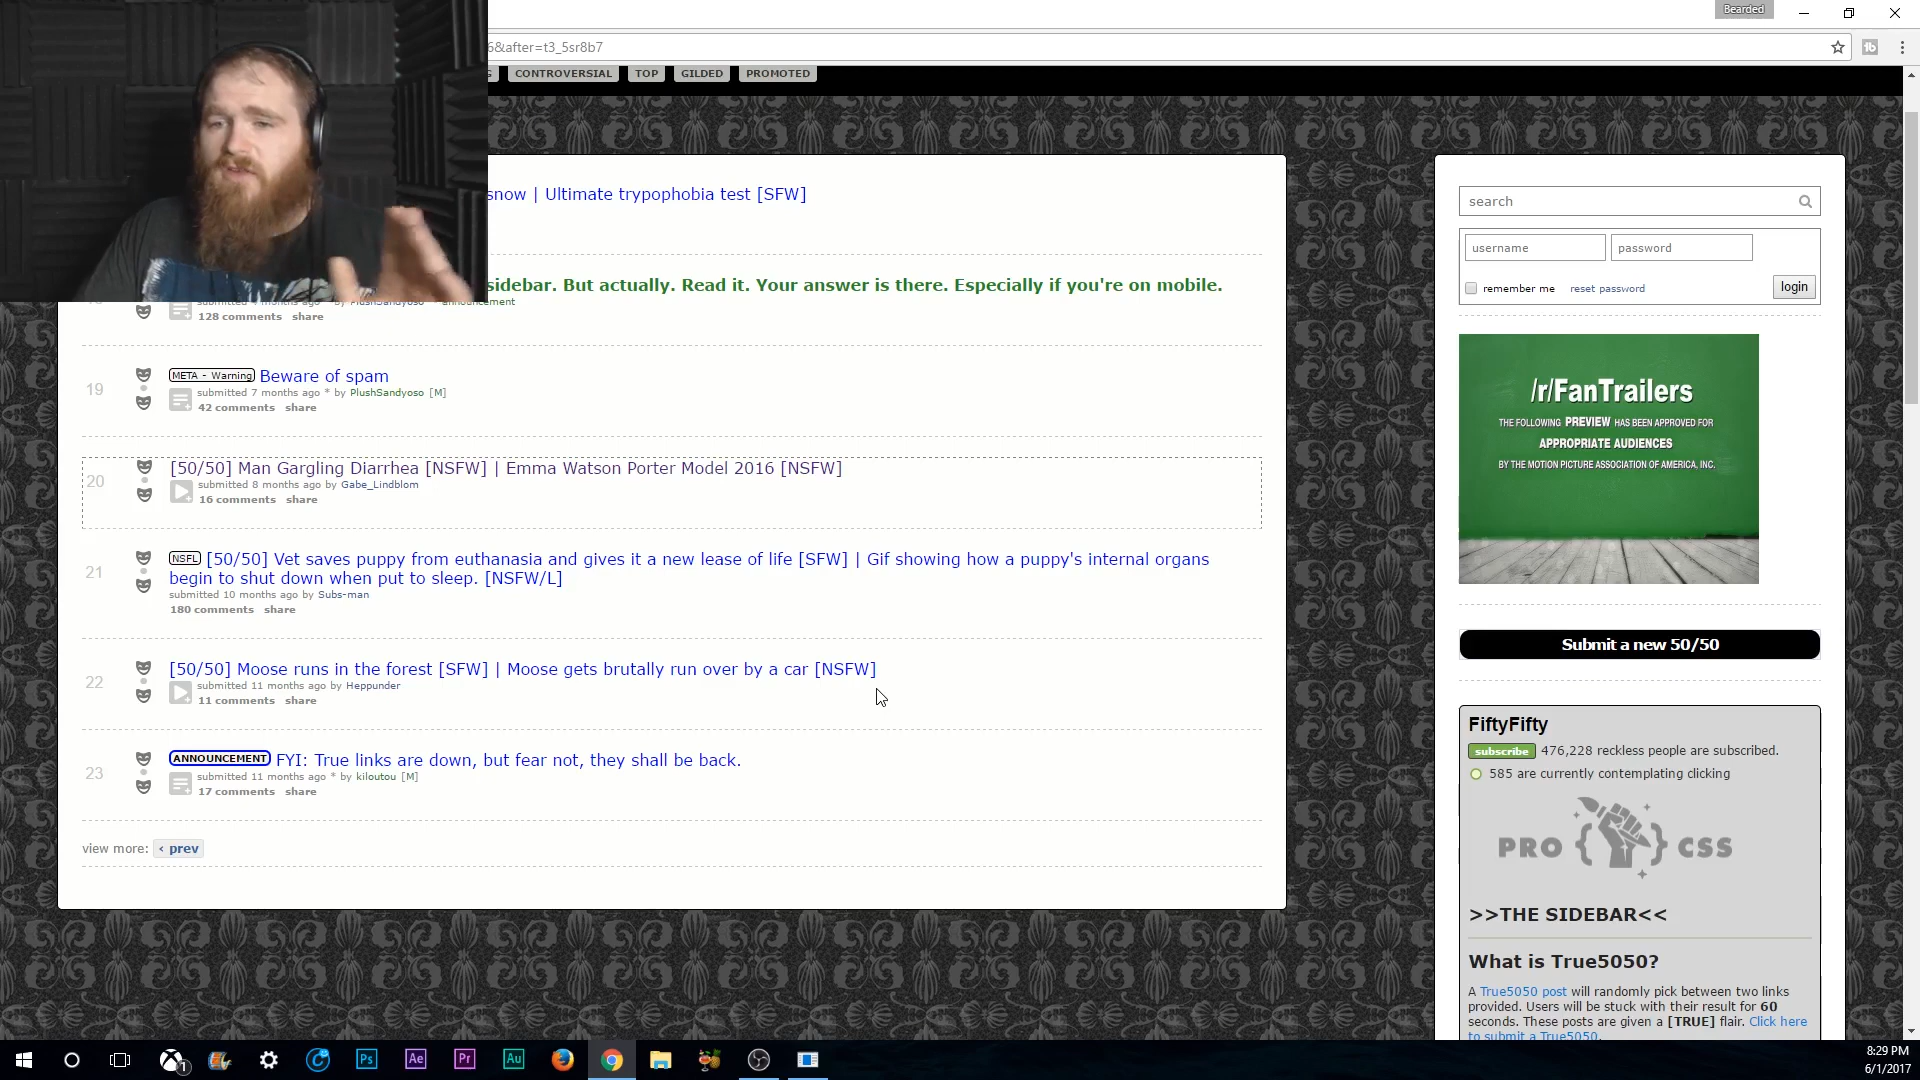 Bearded
6&after=t3_5sr8b7
CONTROVERSIAL TOP GILDED PROMOTED
snow | Ultimate trypophobia test [SFW]
sidebar. But actually. Read it. Your answer is there. Especially if you're on mobile.
submitted 4 months ago * by PlushSandyoso announcement
128 comments share
19
META - Warning Beware of spam
submitted 7 months ago * by PlushSandyoso [M]
42 comments share
20
[50/50] Man Gargling Diarrhea [NSFW] | Emma Watson Porter Model 2016 [NSFW]
submitted 8 months ago by Gabe_Lindblom
16 comments share
21
NSFL [50/50] Vet saves puppy from euthanasia and gives it a new lease of life [SFW] | Gif showing how a puppy's internal organs
begin to shut down when put to sleep. [NSFW/L]
submitted 10 months ago by Subs-man
180 comments share
22
[50/50] Moose runs in the forest [SFW] | Moose gets brutally run over by a car [NSFW]
submitted 11 months ago by Heppunder
11 comments share
23
ANNOUNCEMENT FYI: True links are down, but fear not, they shall be back.
submitted 11 months ago * by kiloutou [M]
17 comments share
view more: ‹ prev
search
username password
remember me reset password login
/r/FanTrailers
THE FOLLOWING PREVIEW HAS BEEN APPROVED FOR
APPROPRIATE AUDIENCES
BY THE MOTION PICTURE ASSOCIATION OF AMERICA, INC.
Submit a new 50/50
FiftyFifty
subscribe 476,228 reckless people are subscribed.
585 are currently contemplating clicking
PRO { } CSS
>>THE SIDEBAR<<
What is True5050?
A True5050 post will randomly pick between two links
provided. Users will be stuck with their result for 60
seconds. These posts are given a [TRUE] flair. Click here
to submit a True5050.
1
Ps Ae Pr Au
8:29 PM
6/1/2017